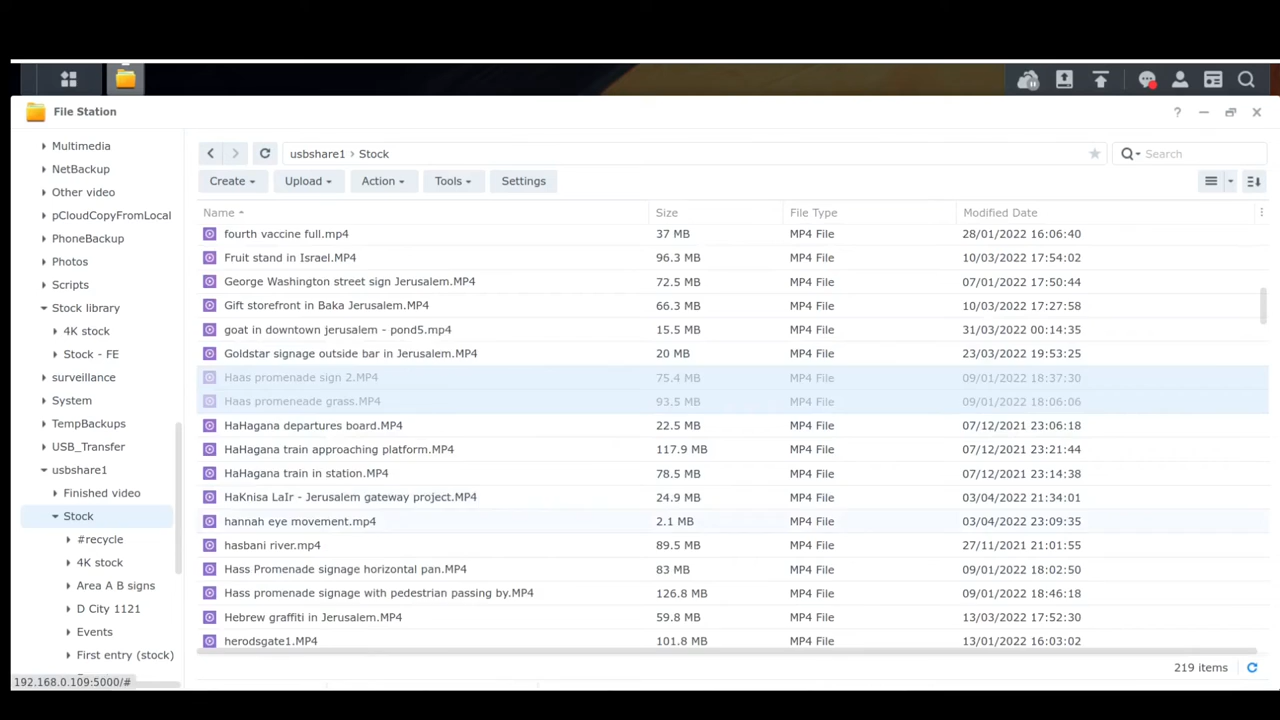 File Station
Multimedia
NetBackup
Other video
pCloudCopyFromLocal
PhoneBackup
Photos
Scripts
Stock library
4K stock
Stock - FE
surveillance
System
TempBackups
USB_Transfer
usbshare1
Finished video
Stock
#recycle
4K stock
Area A B signs
D City 1121
Events
First entry (stock)
192.168.0.109:5000/#
usbshare1 › Stock
Search
Create Upload Action Tools Settings
Name Size File Type Modified Date
fourth vaccine full.mp4 37 MB MP4 File 28/01/2022 16:06:40
Fruit stand in Israel.MP4 96.3 MB MP4 File 10/03/2022 17:54:02
George Washington street sign Jerusalem.MP4 72.5 MB MP4 File 07/01/2022 17:50:44
Gift storefront in Baka Jerusalem.MP4 66.3 MB MP4 File 10/03/2022 17:27:58
goat in downtown jerusalem - pond5.mp4 15.5 MB MP4 File 31/03/2022 00:14:35
Goldstar signage outside bar in Jerusalem.MP4 20 MB MP4 File 23/03/2022 19:53:25
Haas promenade sign 2.MP4 75.4 MB MP4 File 09/01/2022 18:37:30
Haas promeneade grass.MP4 93.5 MB MP4 File 09/01/2022 18:06:06
HaHagana departures board.MP4 22.5 MB MP4 File 07/12/2021 23:06:18
HaHagana train approaching platform.MP4 117.9 MB MP4 File 07/12/2021 23:21:44
HaHagana train in station.MP4 78.5 MB MP4 File 07/12/2021 23:14:38
HaKnisa LaIr - Jerusalem gateway project.MP4 24.9 MB MP4 File 03/04/2022 21:34:01
hannah eye movement.mp4 2.1 MB MP4 File 03/04/2022 23:09:35
hasbani river.mp4 89.5 MB MP4 File 27/11/2021 21:01:55
Hass Promenade signage horizontal pan.MP4 83 MB MP4 File 09/01/2022 18:02:50
Hass promenade signage with pedestrian passing by.MP4 126.8 MB MP4 File 09/01/2022 18:46:18
Hebrew graffiti in Jerusalem.MP4 59.8 MB MP4 File 13/03/2022 17:52:30
herodsgate1.MP4 101.8 MB MP4 File 13/01/2022 16:03:02
219 items